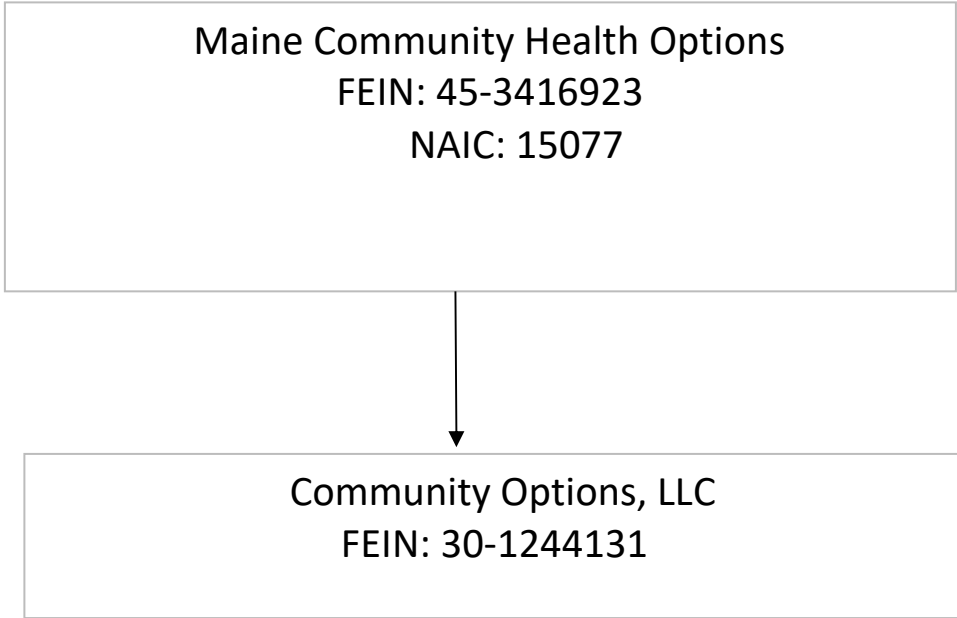 Maine Community Health Options
FEIN: 45-3416923
NAIC: 15077
Community Options, LLC
FEIN: 30-1244131